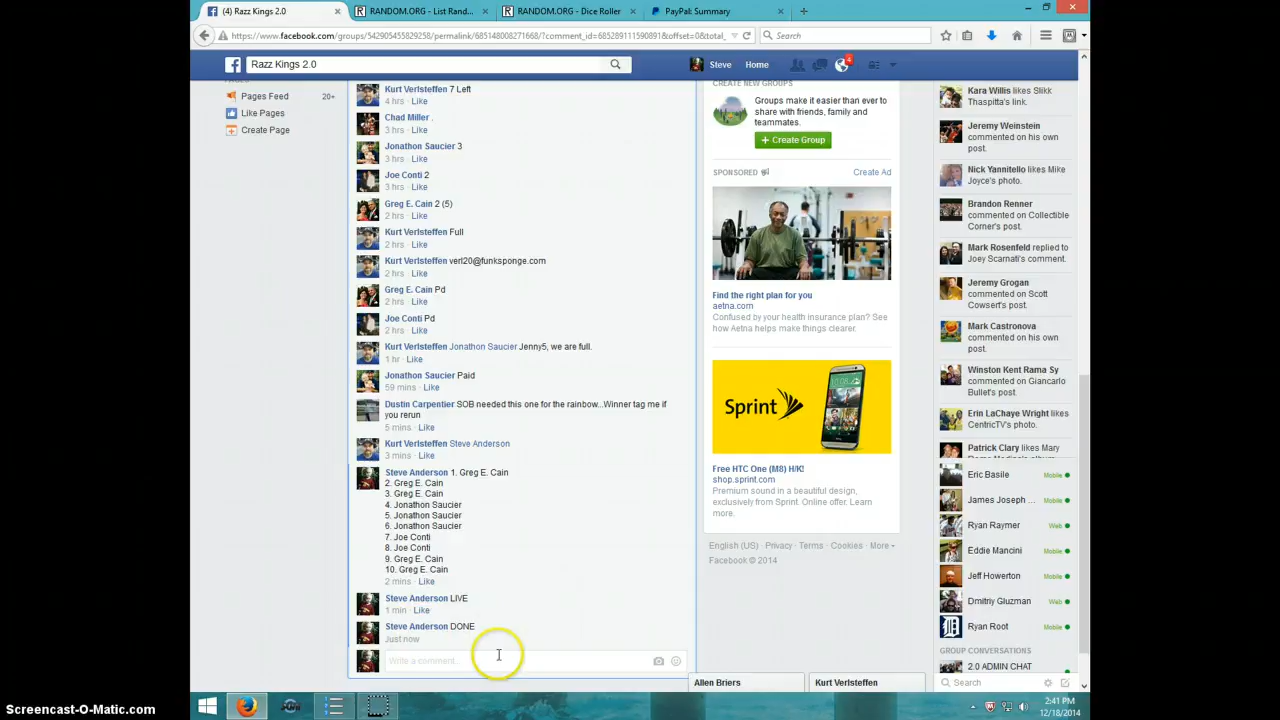 (4) Razz Kings 2.0
RANDOM.ORG - List Rand...
RANDOM.ORG - Dice Roller
PayPal: Summary
https://www.facebook.com/groups/542905455829258/permalink/685148008271668/?comment_id=685289111590891&offset=0&total_
Search
Razz Kings 2.0
Steve
Home
4
Pages Feed 20+
Like Pages
Create Page
Kurt Verlsteffen 7 Left
4 hrs · Like
Chad Miller .
3 hrs · Like
Jonathon Saucier 3
3 hrs · Like
Joe Conti 2
3 hrs · Like
Greg E. Cain 2 (5)
2 hrs · Like
Kurt Verlsteffen Full
2 hrs · Like
Kurt Verlsteffen verl20@funksponge.com
2 hrs · Like
Greg E. Cain Pd
2 hrs · Like
Joe Conti Pd
2 hrs · Like
Kurt Verlsteffen Jonathon Saucier Jenny5, we are full.
1 hr · Like
Jonathon Saucier Paid
59 mins · Like
Dustin Carpentier SOB needed this one for the rainbow...Winner tag me if
you rerun
5 mins · Like
Kurt Verlsteffen Steve Anderson
3 mins · Like
Steve Anderson 1. Greg E. Cain
2. Greg E. Cain
3. Greg E. Cain
4. Jonathon Saucier
5. Jonathon Saucier
6. Jonathon Saucier
7. Joe Conti
8. Joe Conti
9. Greg E. Cain
10. Greg E. Cain
2 mins · Like
Steve Anderson LIVE
1 min · Like
Steve Anderson DONE
Just now
Write a comment...
CREATE NEW GROUPS
Groups make it easier than ever to
share with friends, family and
teammates.
+ Create Group
SPONSORED
Create Ad
Find the right plan for you
aetna.com
Confused by your health insurance plan? See
how Aetna helps make things clearer.
Sprint
Free HTC One (M8) H/K!
shop.sprint.com
Premium sound in a beautiful design,
exclusively from Sprint. Online offer. Learn
more.
English (US) · Privacy · Terms · Cookies · More
Facebook © 2014
Kara Willis likes Slikk
Thaspitta's link.
Jeremy Weinstein
commented on his own
post.
Nick Yannitello likes Mike
Joyce's photo.
Brandon Renner
commented on Collectible
Corner's post.
Mark Rosenfeld replied to
Joey Scarnati's comment.
Jeremy Grogan
commented on Scott
Cowsert's post.
Mark Castronova
commented on his own
post.
Winston Kent Rama Sy
commented on Giancarlo
Bullet's post.
Erin LaChaye Wright likes
CentricTV's photo.
Patrick Clary likes Mary
Eric Basile Mobile
James Joseph ... Mobile
Ryan Raymer Web
Eddie Mancini Mobile
Jeff Howerton Mobile
Dmitriy Gluzman Web
Ryan Root Mobile
GROUP CONVERSATIONS
2.0 ADMIN CHAT
Search
Allen Briers
Kurt Verlsteffen
2:41 PM
12/18/2014
Screencast-O-Matic.com